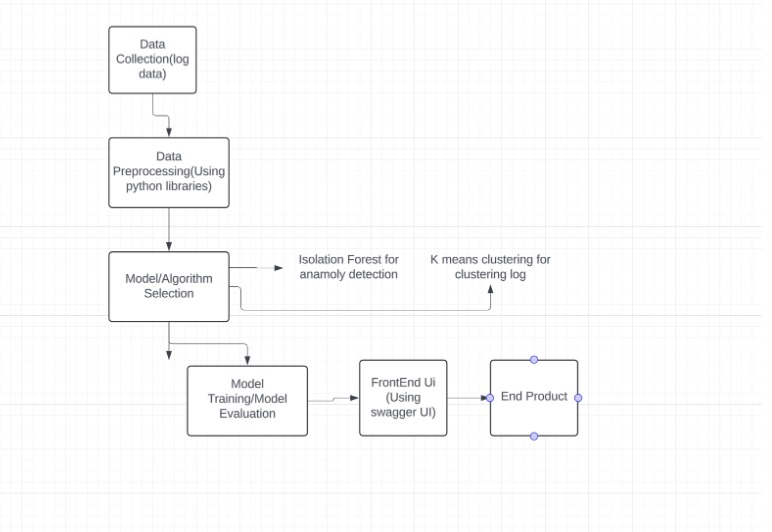 Data
Collection(log
data)
Data
Preprocessing(Using
python libraries)
Model/Algorithm
Selection
Isolation Forest for
anamoly detection
K means clustering for
clustering log
Model
Training/Model
Evaluation
FrontEnd Ui
(Using
swagger UI)
End Product